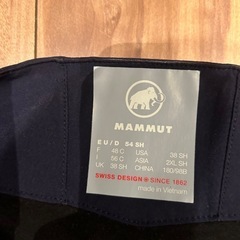 MAMMUT
EU/D 54 SH
F 48 C USA 38 SH
I 56 C ASIA 2XL SH
UK 38 SH CHINA 180/98B
SWISS DESIGN + SINCE 1862
made in Vietnam